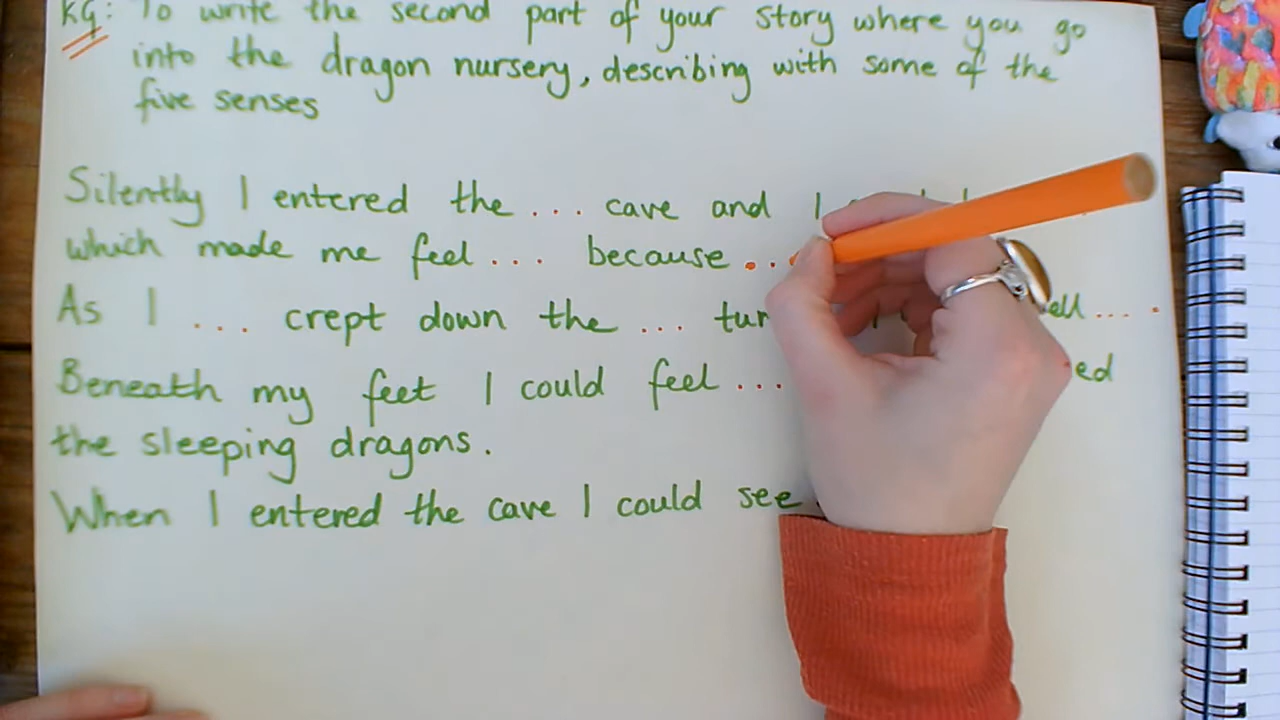 KG: To write the second part of your story where you go
into the dragon nursery, describing with some of the
five senses
Silently I entered the ... cave and I
which made me feel ... because ...
As I ... crept down the ...
Beneath my feet I could feel ...
the sleeping dragons.
When I entered the cave I could see